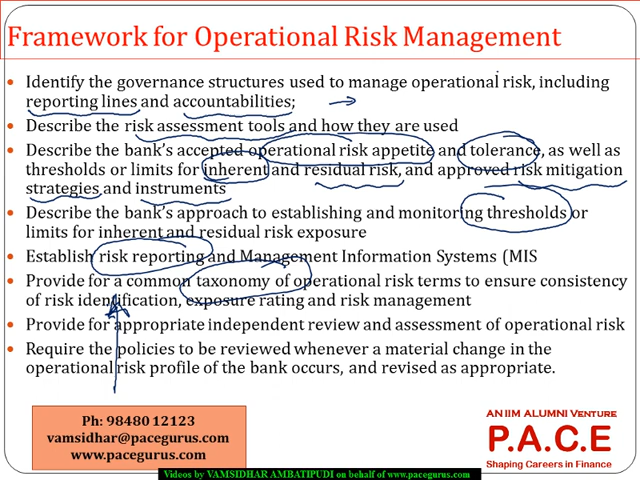 Framework for Operational Risk Management
• Identify the governance structures used to manage operational risk, including
reporting lines and accountabilities;
• Describe the risk assessment tools and how they are used
• Describe the bank's accepted operational risk appetite and tolerance, as well as
thresholds or limits for inherent and residual risk, and approved risk mitigation
strategies and instruments
• Describe the bank's approach to establishing and monitoring thresholds or
limits for inherent and residual risk exposure
• Establish risk reporting and Management Information Systems (MIS
• Provide for a common taxonomy of operational risk terms to ensure consistency
of risk identification, exposure rating and risk management
• Provide for appropriate independent review and assessment of operational risk
• Require the policies to be reviewed whenever a material change in the
operational risk profile of the bank occurs, and revised as appropriate.
Ph: 98480 12123
vamsidhar@pacegurus.com
www.pacegurus.com
AN IIM ALUMNI VENTURE
P.A.C.E
Shaping Careers in Finance
Videos by VAMSIDHAR AMBATIPUDI on behalf of www.pacegurus.com